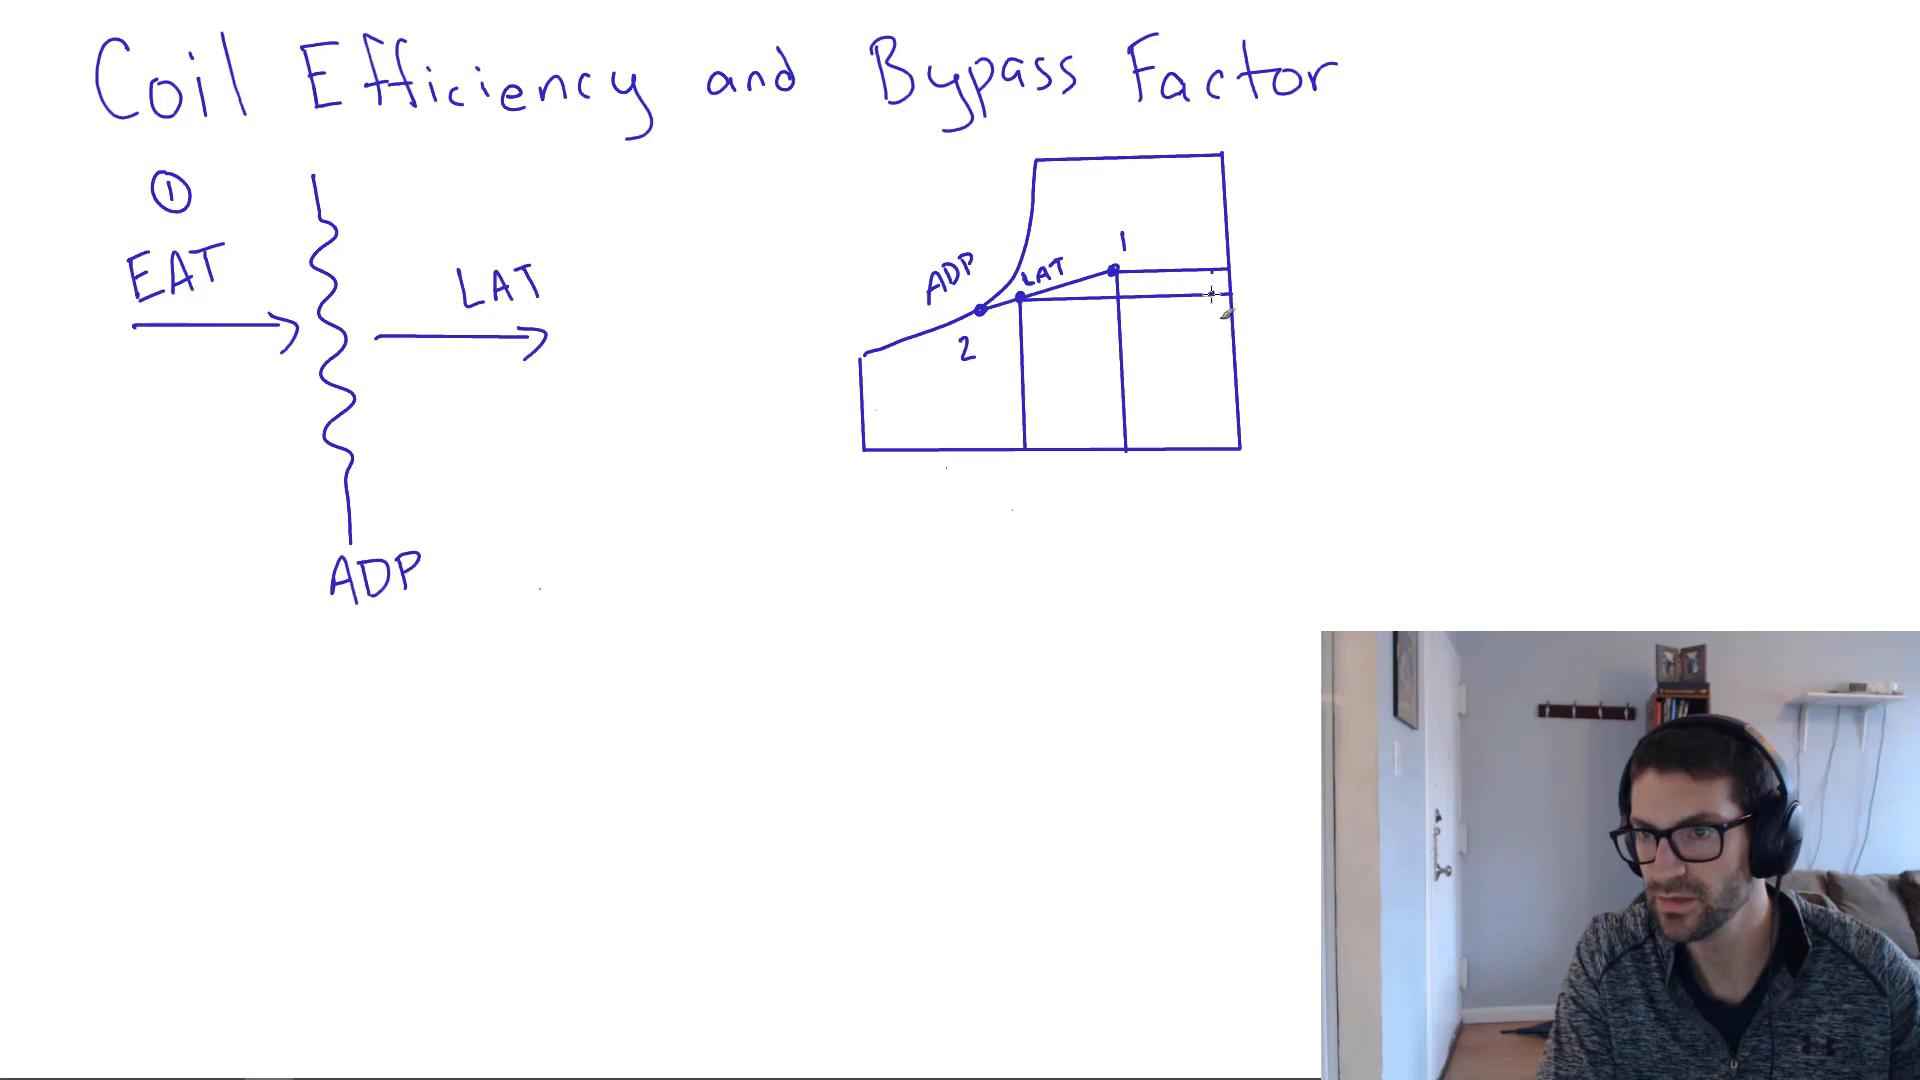 Coil Efficiency and Bypass Factor
①
EAT
LAT
ADP
ADP
LAT
1
2